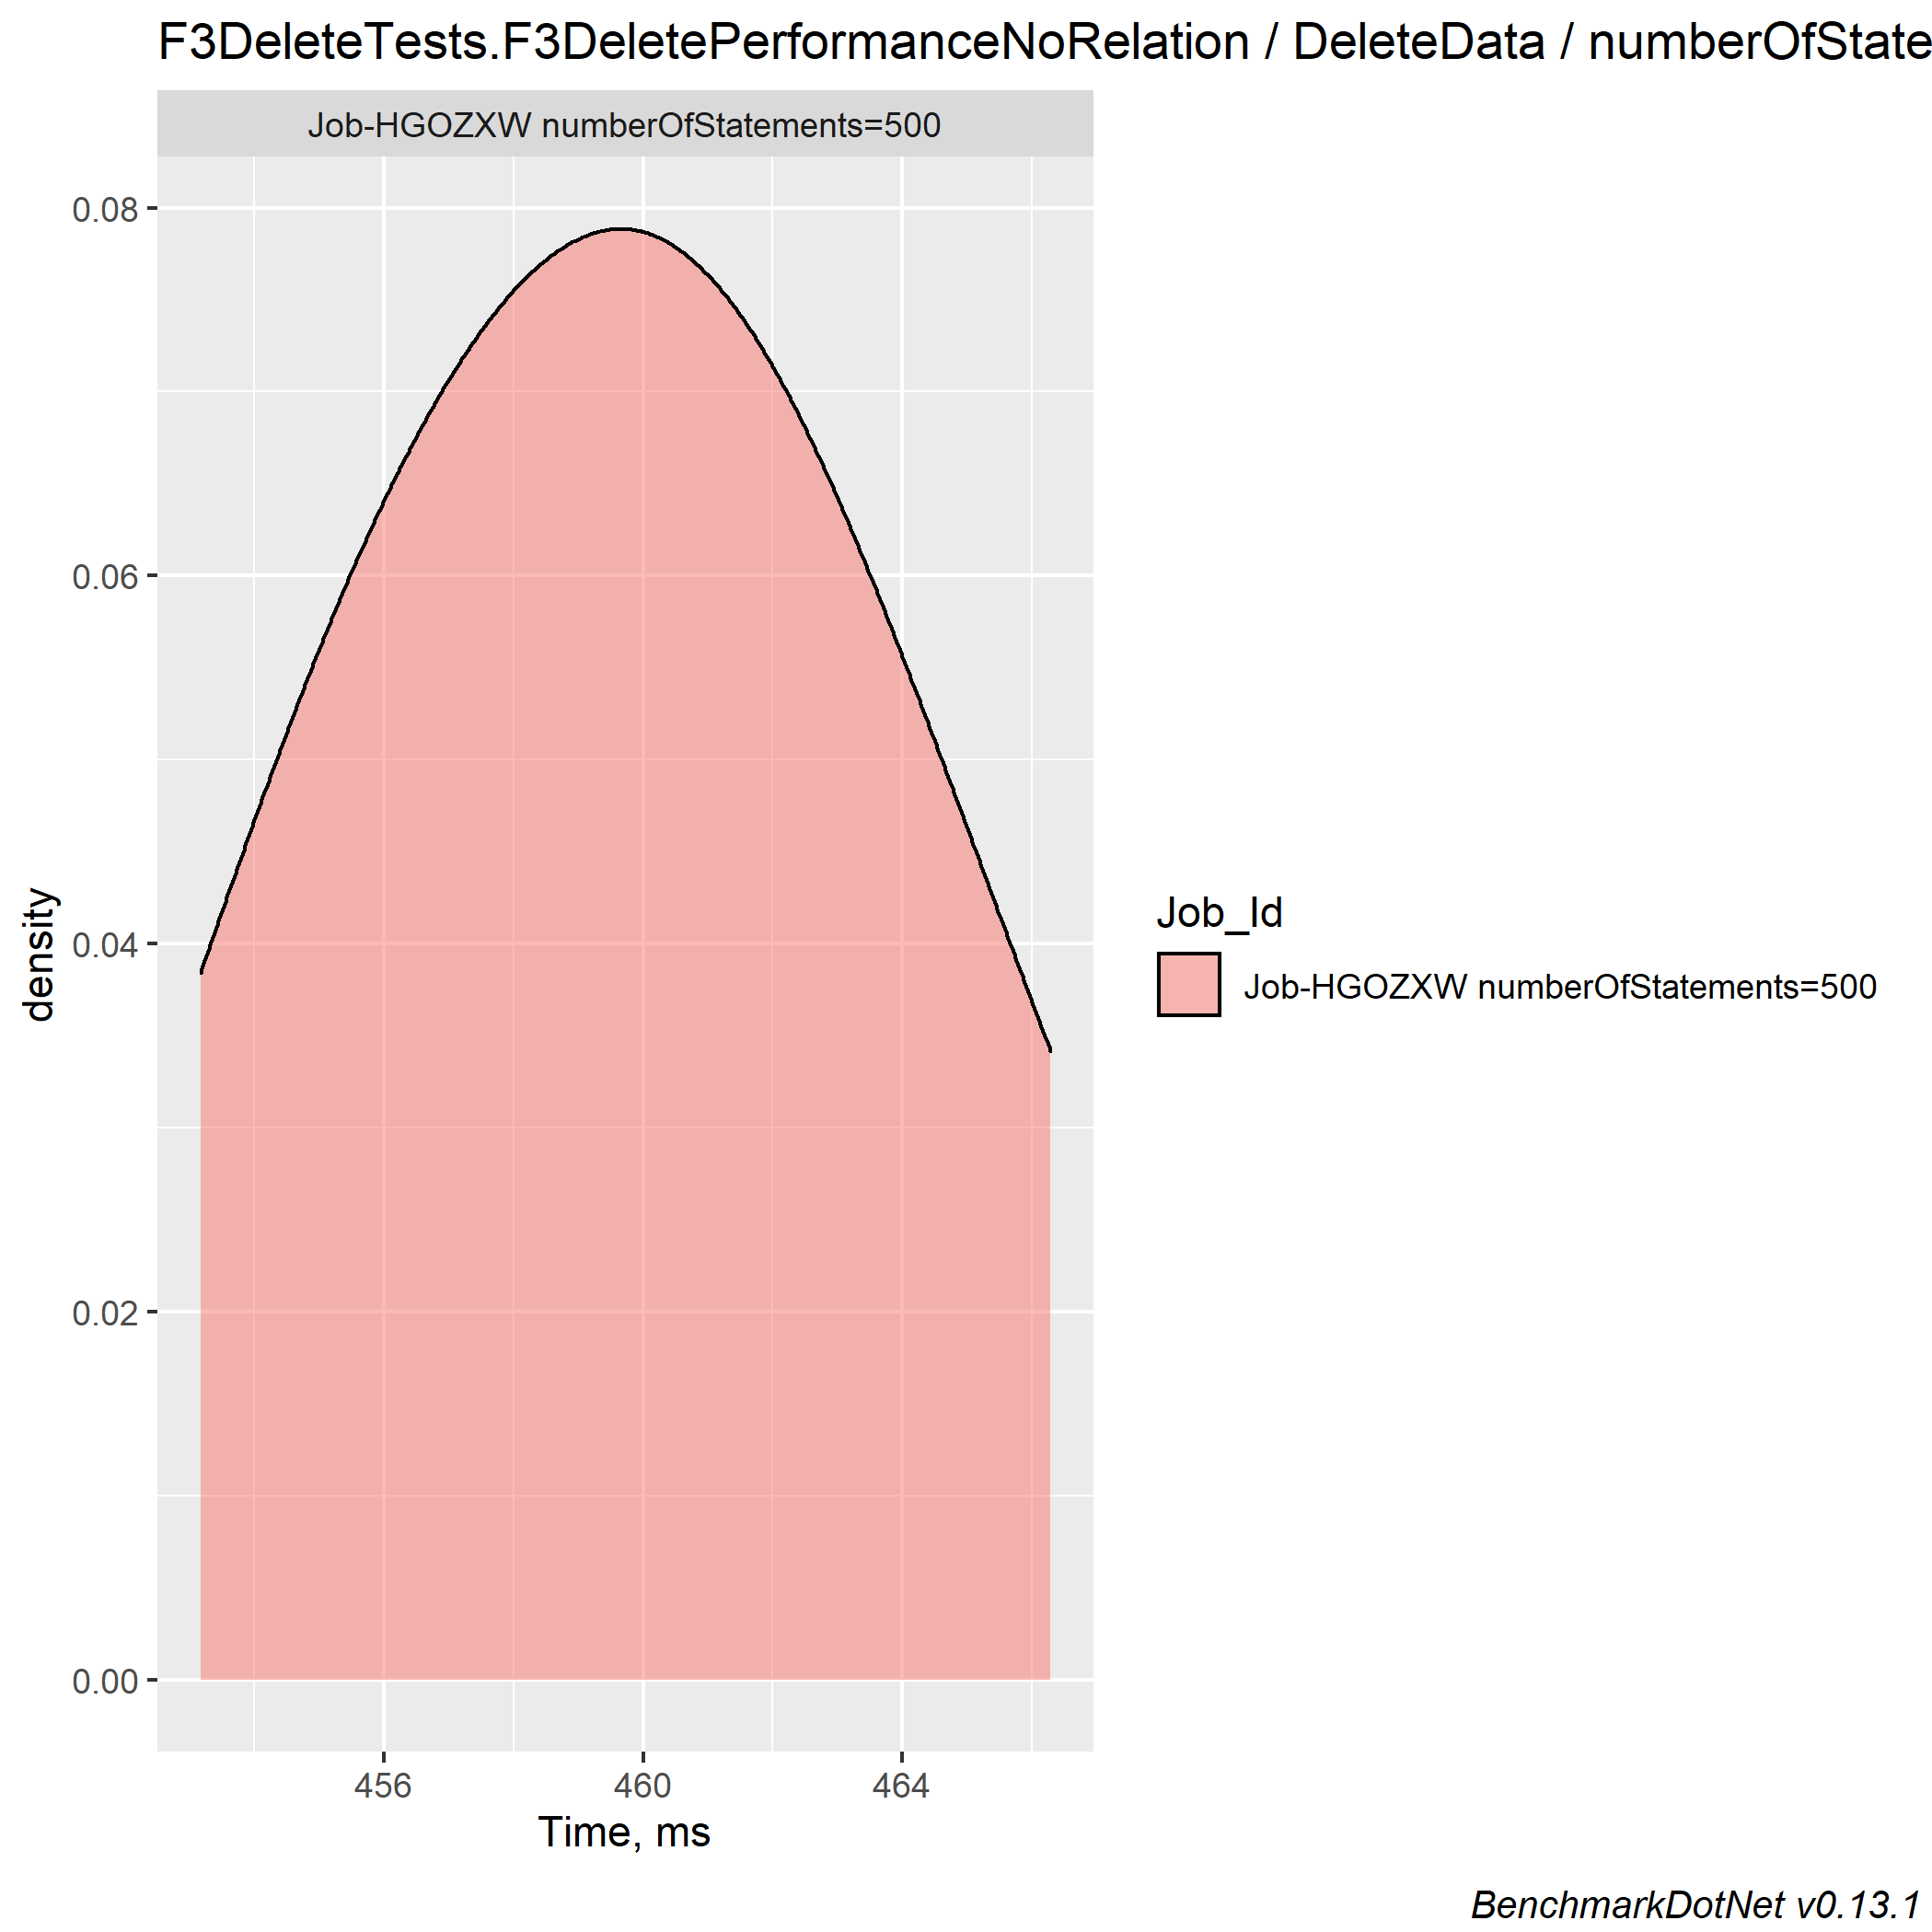 F3DeleteTests.F3DeletePerformanceNoRelation / DeleteData / numberOfState
Job-HGOZXW numberOfStatements=500
0.08
0.06
0.04
0.02
0.00
density
456 460 464
Time, ms
Job_Id
Job-HGOZXW numberOfStatements=500
BenchmarkDotNet v0.13.1